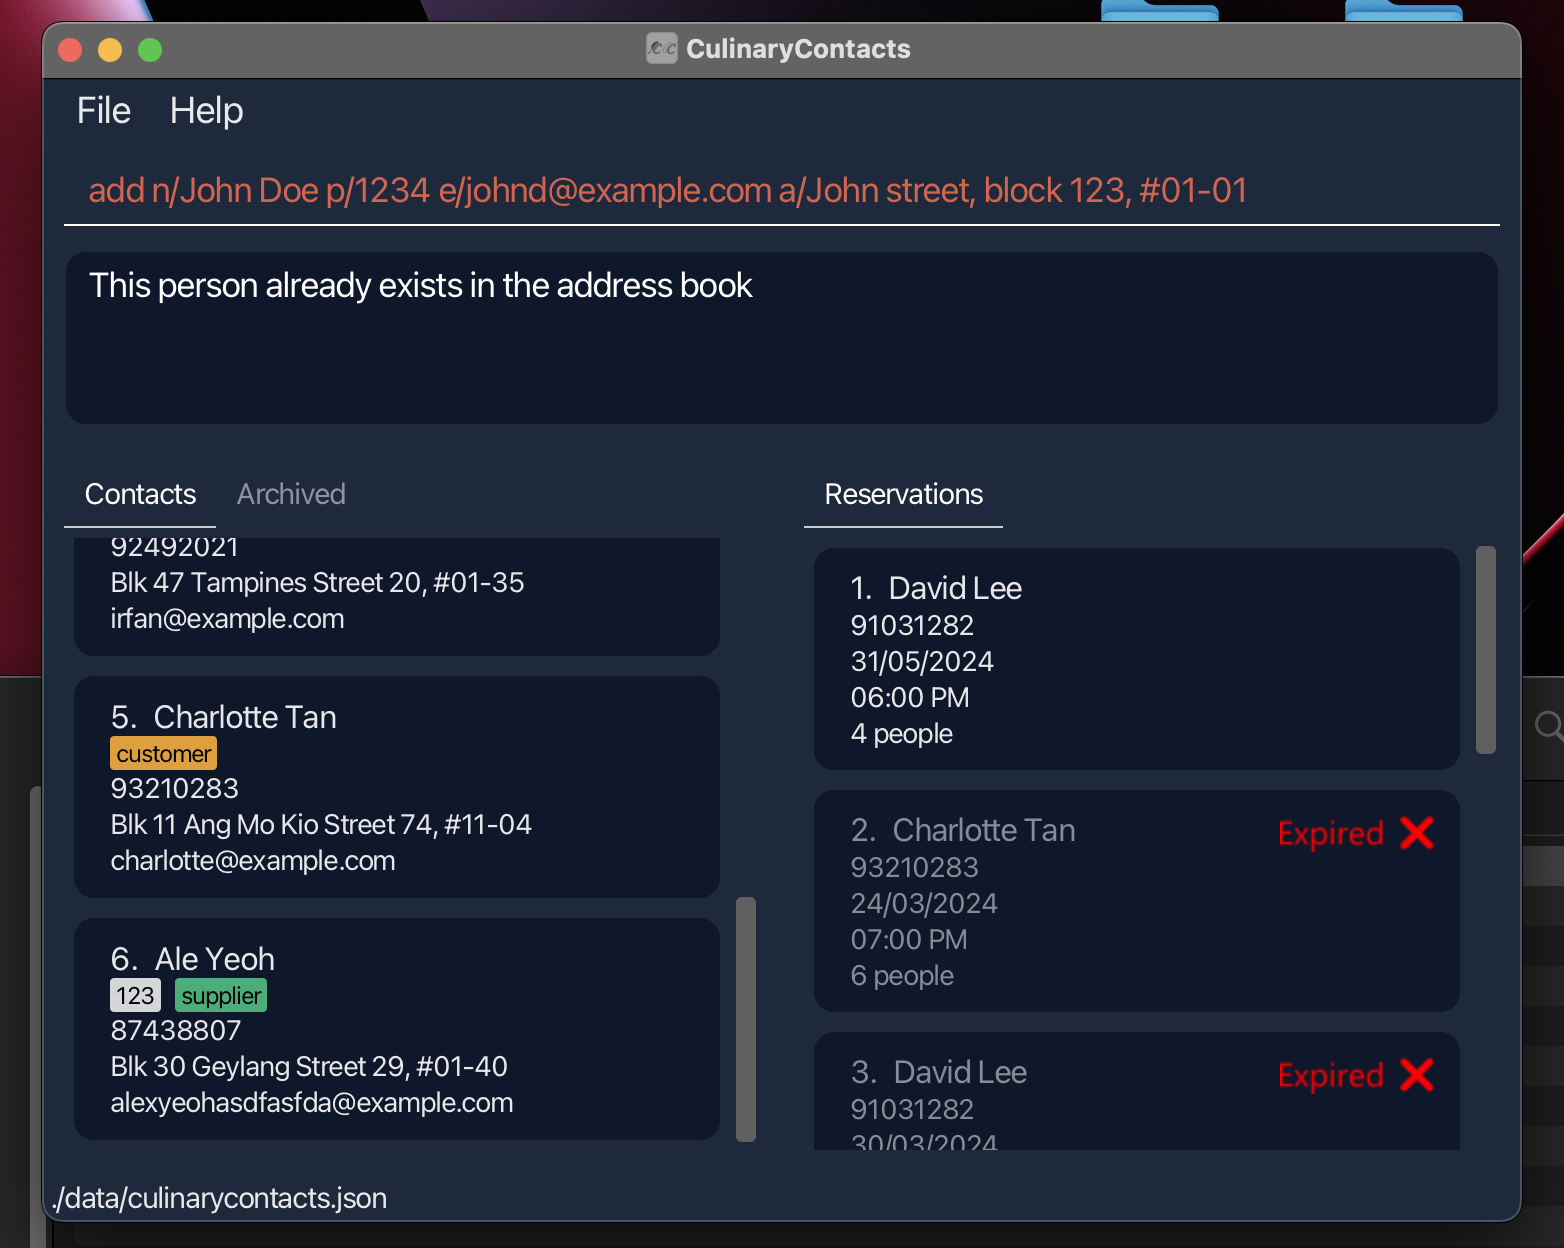 CulinaryContacts
File Help
add n/John Doe p/1234 e/johnd@example.com a/John street, block 123, #01-01
This person already exists in the address book
Contacts Archived
92492021
Blk 47 Tampines Street 20, #01-35
irfan@example.com
5. Charlotte Tan
customer
93210283
Blk 11 Ang Mo Kio Street 74, #11-04
charlotte@example.com
6. Ale Yeoh
123 supplier
87438807
Blk 30 Geylang Street 29, #01-40
alexyeohasdfasfda@example.com
Reservations
1. David Lee
91031282
31/05/2024
06:00 PM
4 people
2. Charlotte Tan
Expired
93210283
24/03/2024
07:00 PM
6 people
3. David Lee
Expired
91031282
30/03/2024
./data/culinarycontacts.json